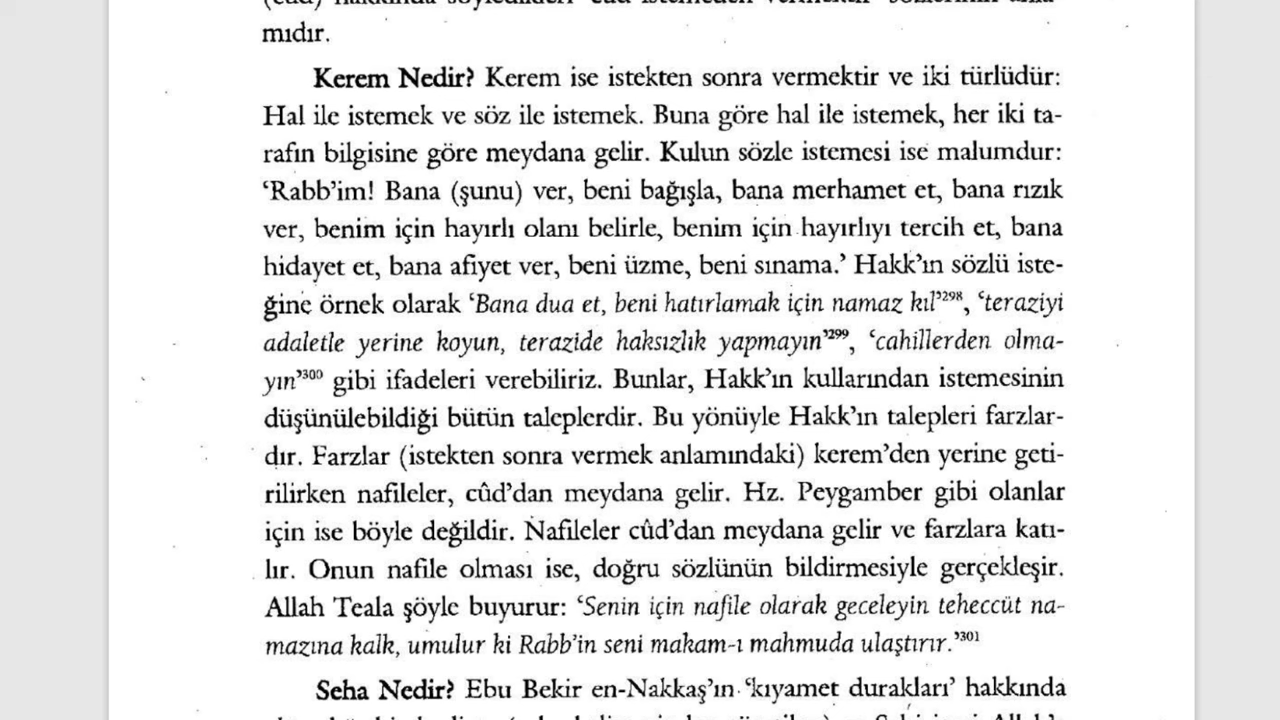 mıdır.
Kerem Nedir? Kerem ise istekten sonra vermektir ve iki türlüdür:
Hal ile istemek ve söz ile istemek. Buna göre hal ile istemek, her iki ta-
rafın bilgisine göre meydana gelir. Kulun sözle istemesi ise malumdur:
‘Rabb’im! Bana (şunu) ver, beni bağışla, bana merhamet et, bana rızık
ver, benim için hayırlı olanı belirle, benim için hayırlıyı tercih et, bana
hidayet et, bana afiyet ver, beni üzme, beni sınama.’ Hakk’ın sözlü iste-
ğine örnek olarak ‘Bana dua et, beni hatırlamak için namaz kıl’²⁹⁸, ‘teraziyi
adaletle yerine koyun, terazide haksızlık yapmayın’²⁹⁹, ‘cahillerden olma-
yın’³⁰⁰ gibi ifadeleri verebiliriz. Bunlar, Hakk’ın kullarından istemesinin
düşünülebildiği bütün taleplerdir. Bu yönüyle Hakk’ın talepleri farzlar-
dır. Farzlar (istekten sonra vermek anlamındaki) kerem’den yerine geti-
rilirken nafileler, cûd’dan meydana gelir. Hz. Peygamber gibi olanlar
için ise böyle değildir. Nafileler cûd’dan meydana gelir ve farzlara katı-
lır. Onun nafile olması ise, doğru sözlünün bildirmesiyle gerçekleşir.
Allah Teala şöyle buyurur: ‘Senin için nafile olarak geceleyin teheccüt na-
mazına kalk, umulur ki Rabb’in seni makam-ı mahmuda ulaştırır.’³⁰¹
Seha Nedir? Ebu Bekir en-Nakkaş’ın ‘kıyamet durakları’ hakkında